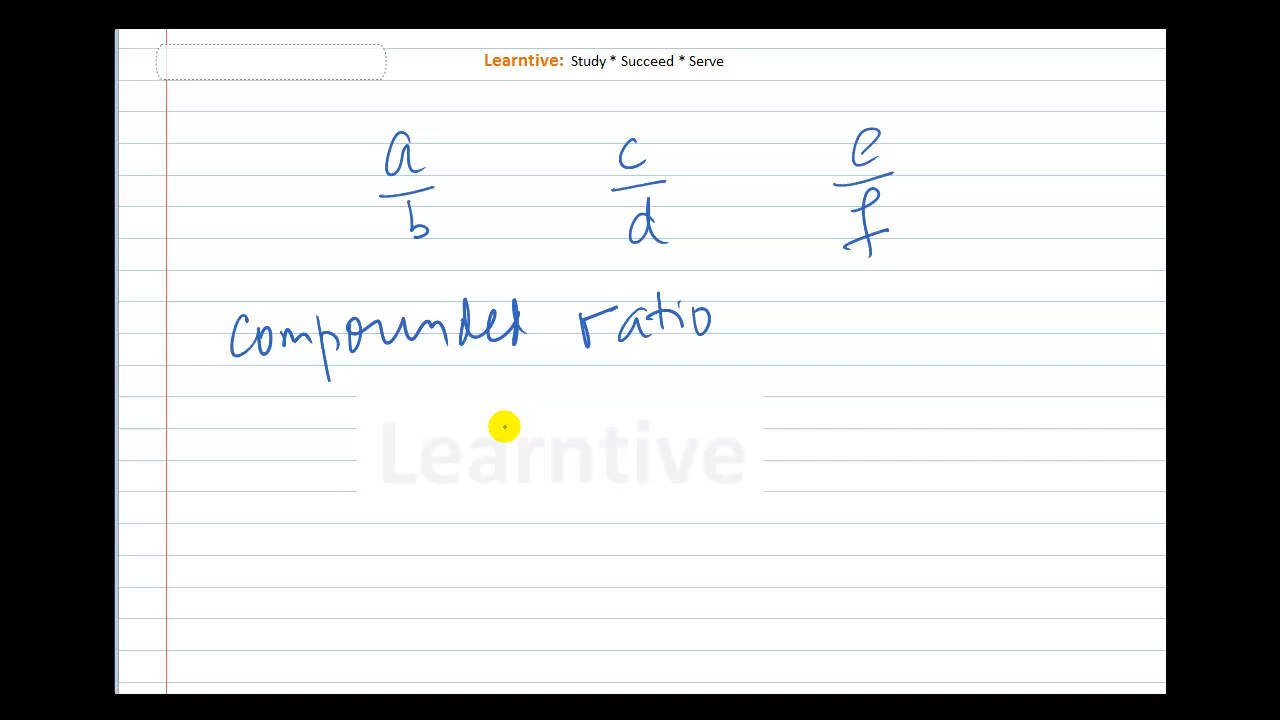 Learntive: Study * Succeed * Serve
a/b c/d e/f
compounded ratio
Learntive